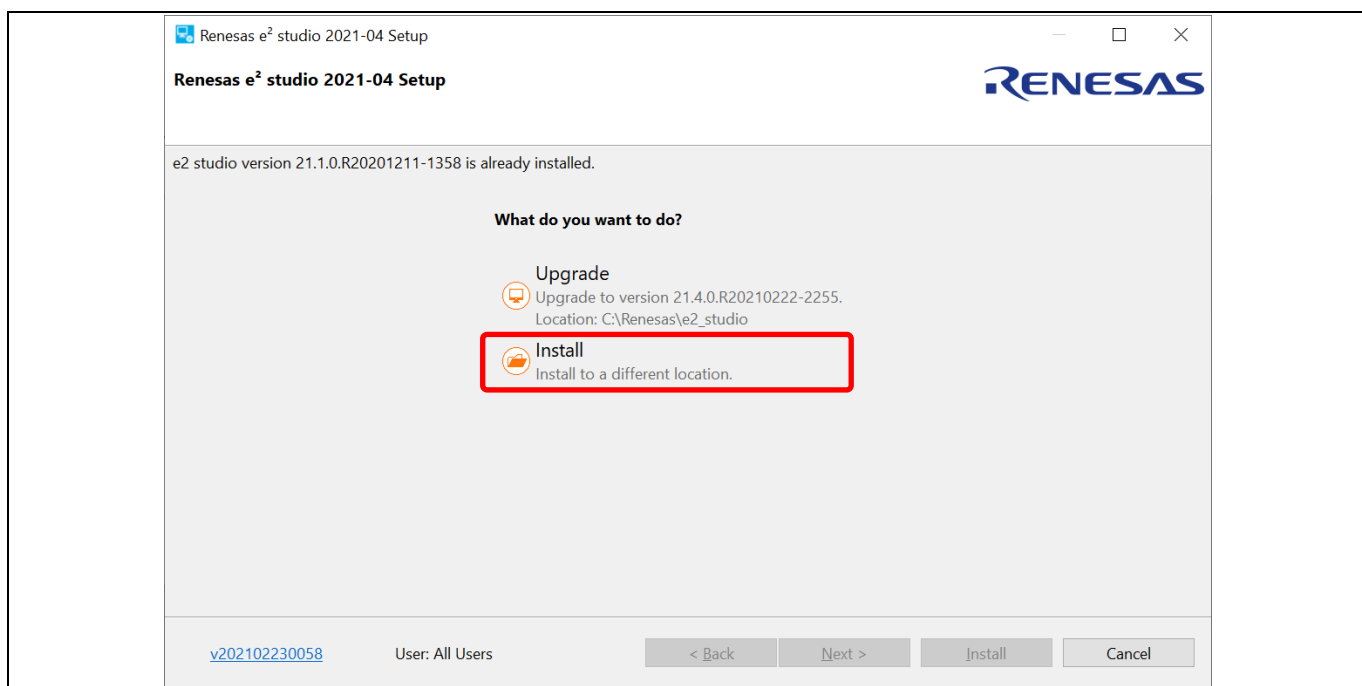 Renesas e² studio 2021-04 Setup
Renesas e² studio 2021-04 Setup
RENESAS
e2 studio version 21.1.0.R20201211-1358 is already installed.
What do you want to do?
Upgrade
Upgrade to version 21.4.0.R20210222-2255.
Location: C:\Renesas\e2_studio
Install
Install to a different location.
v202102230058 User: All Users < Back Next > Install Cancel